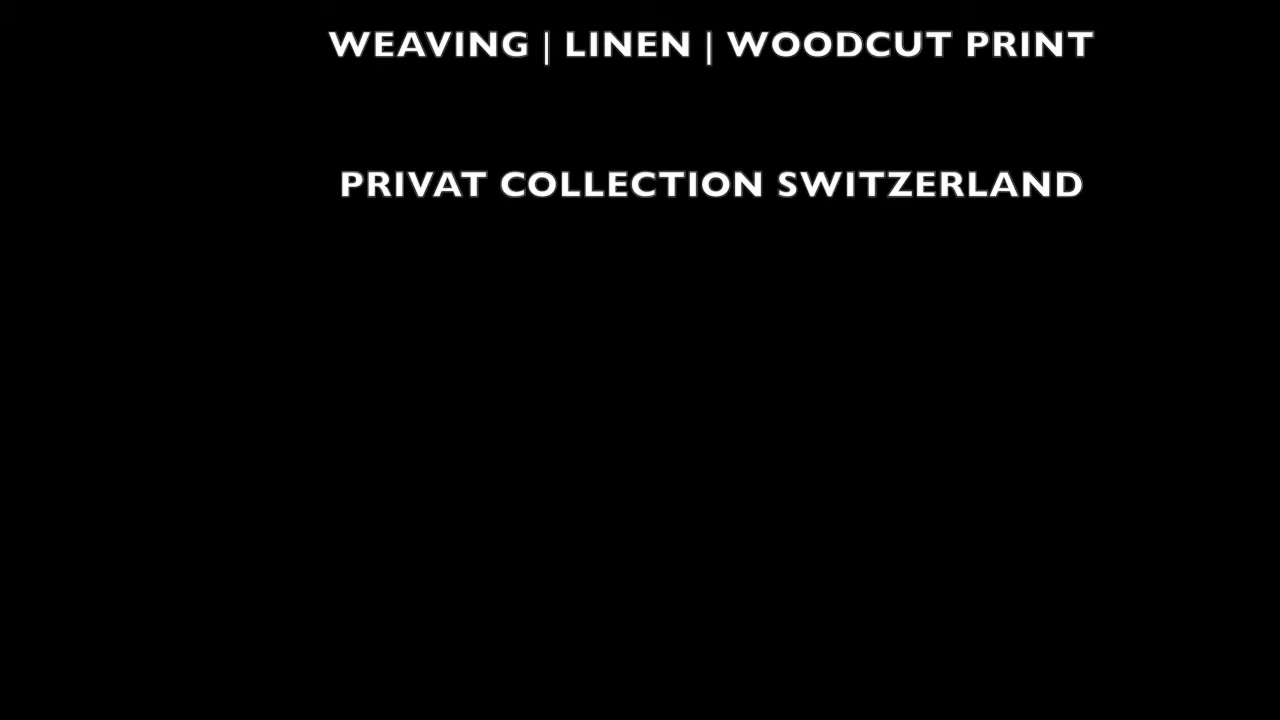 WEAVING | LINEN | WOODCUT PRINT
PRIVAT COLLECTION SWITZERLAND